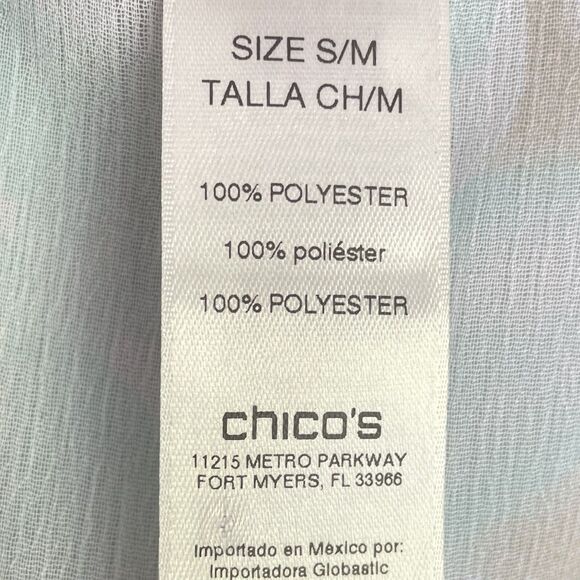 SIZE S/M
TALLA CH/M
100% POLYESTER
100% poliéster
100% POLYESTER
chico's
11215 METRO PARKWAY
FORT MYERS, FL 33966
Importado en México por:
Importadora Globastic